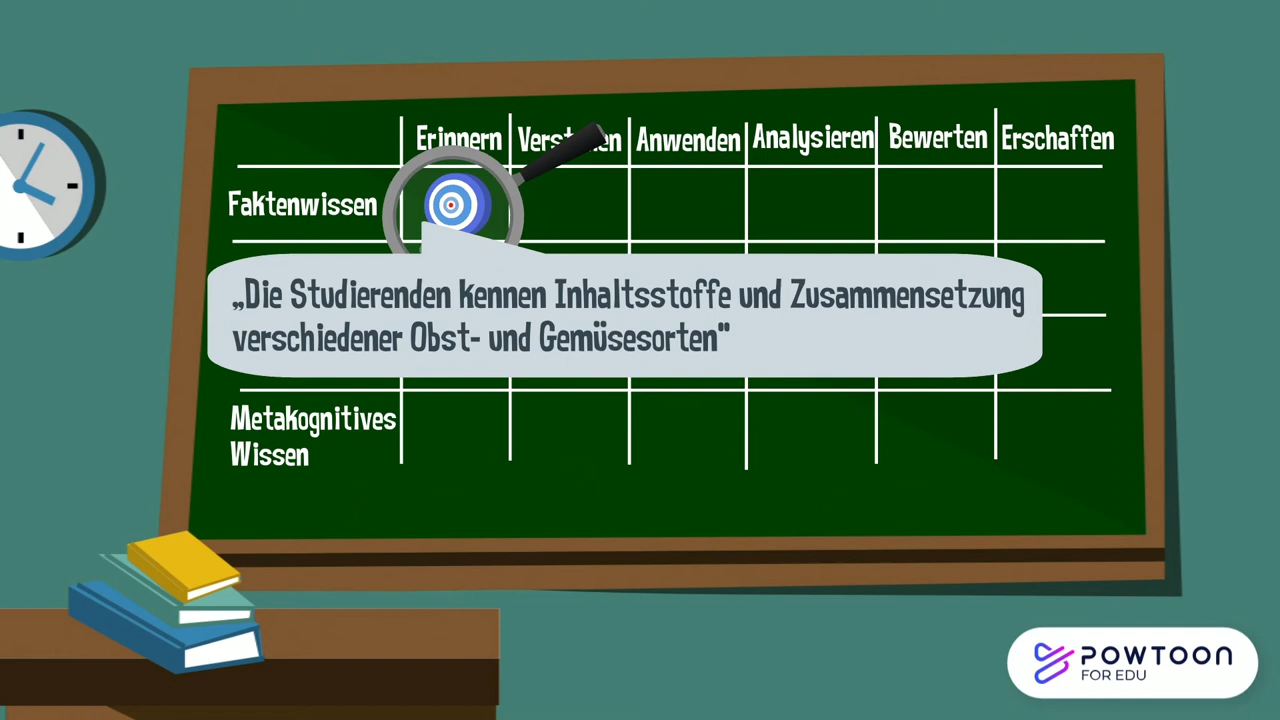 Erinnern Verstehen Anwenden Analysieren Bewerten Erschaffen
Faktenwissen
„Die Studierenden kennen Inhaltsstoffe und Zusammensetzung
verschiedener Obst- und Gemüsesorten"
Metakognitives
Wissen
POWTOON
FOR EDU